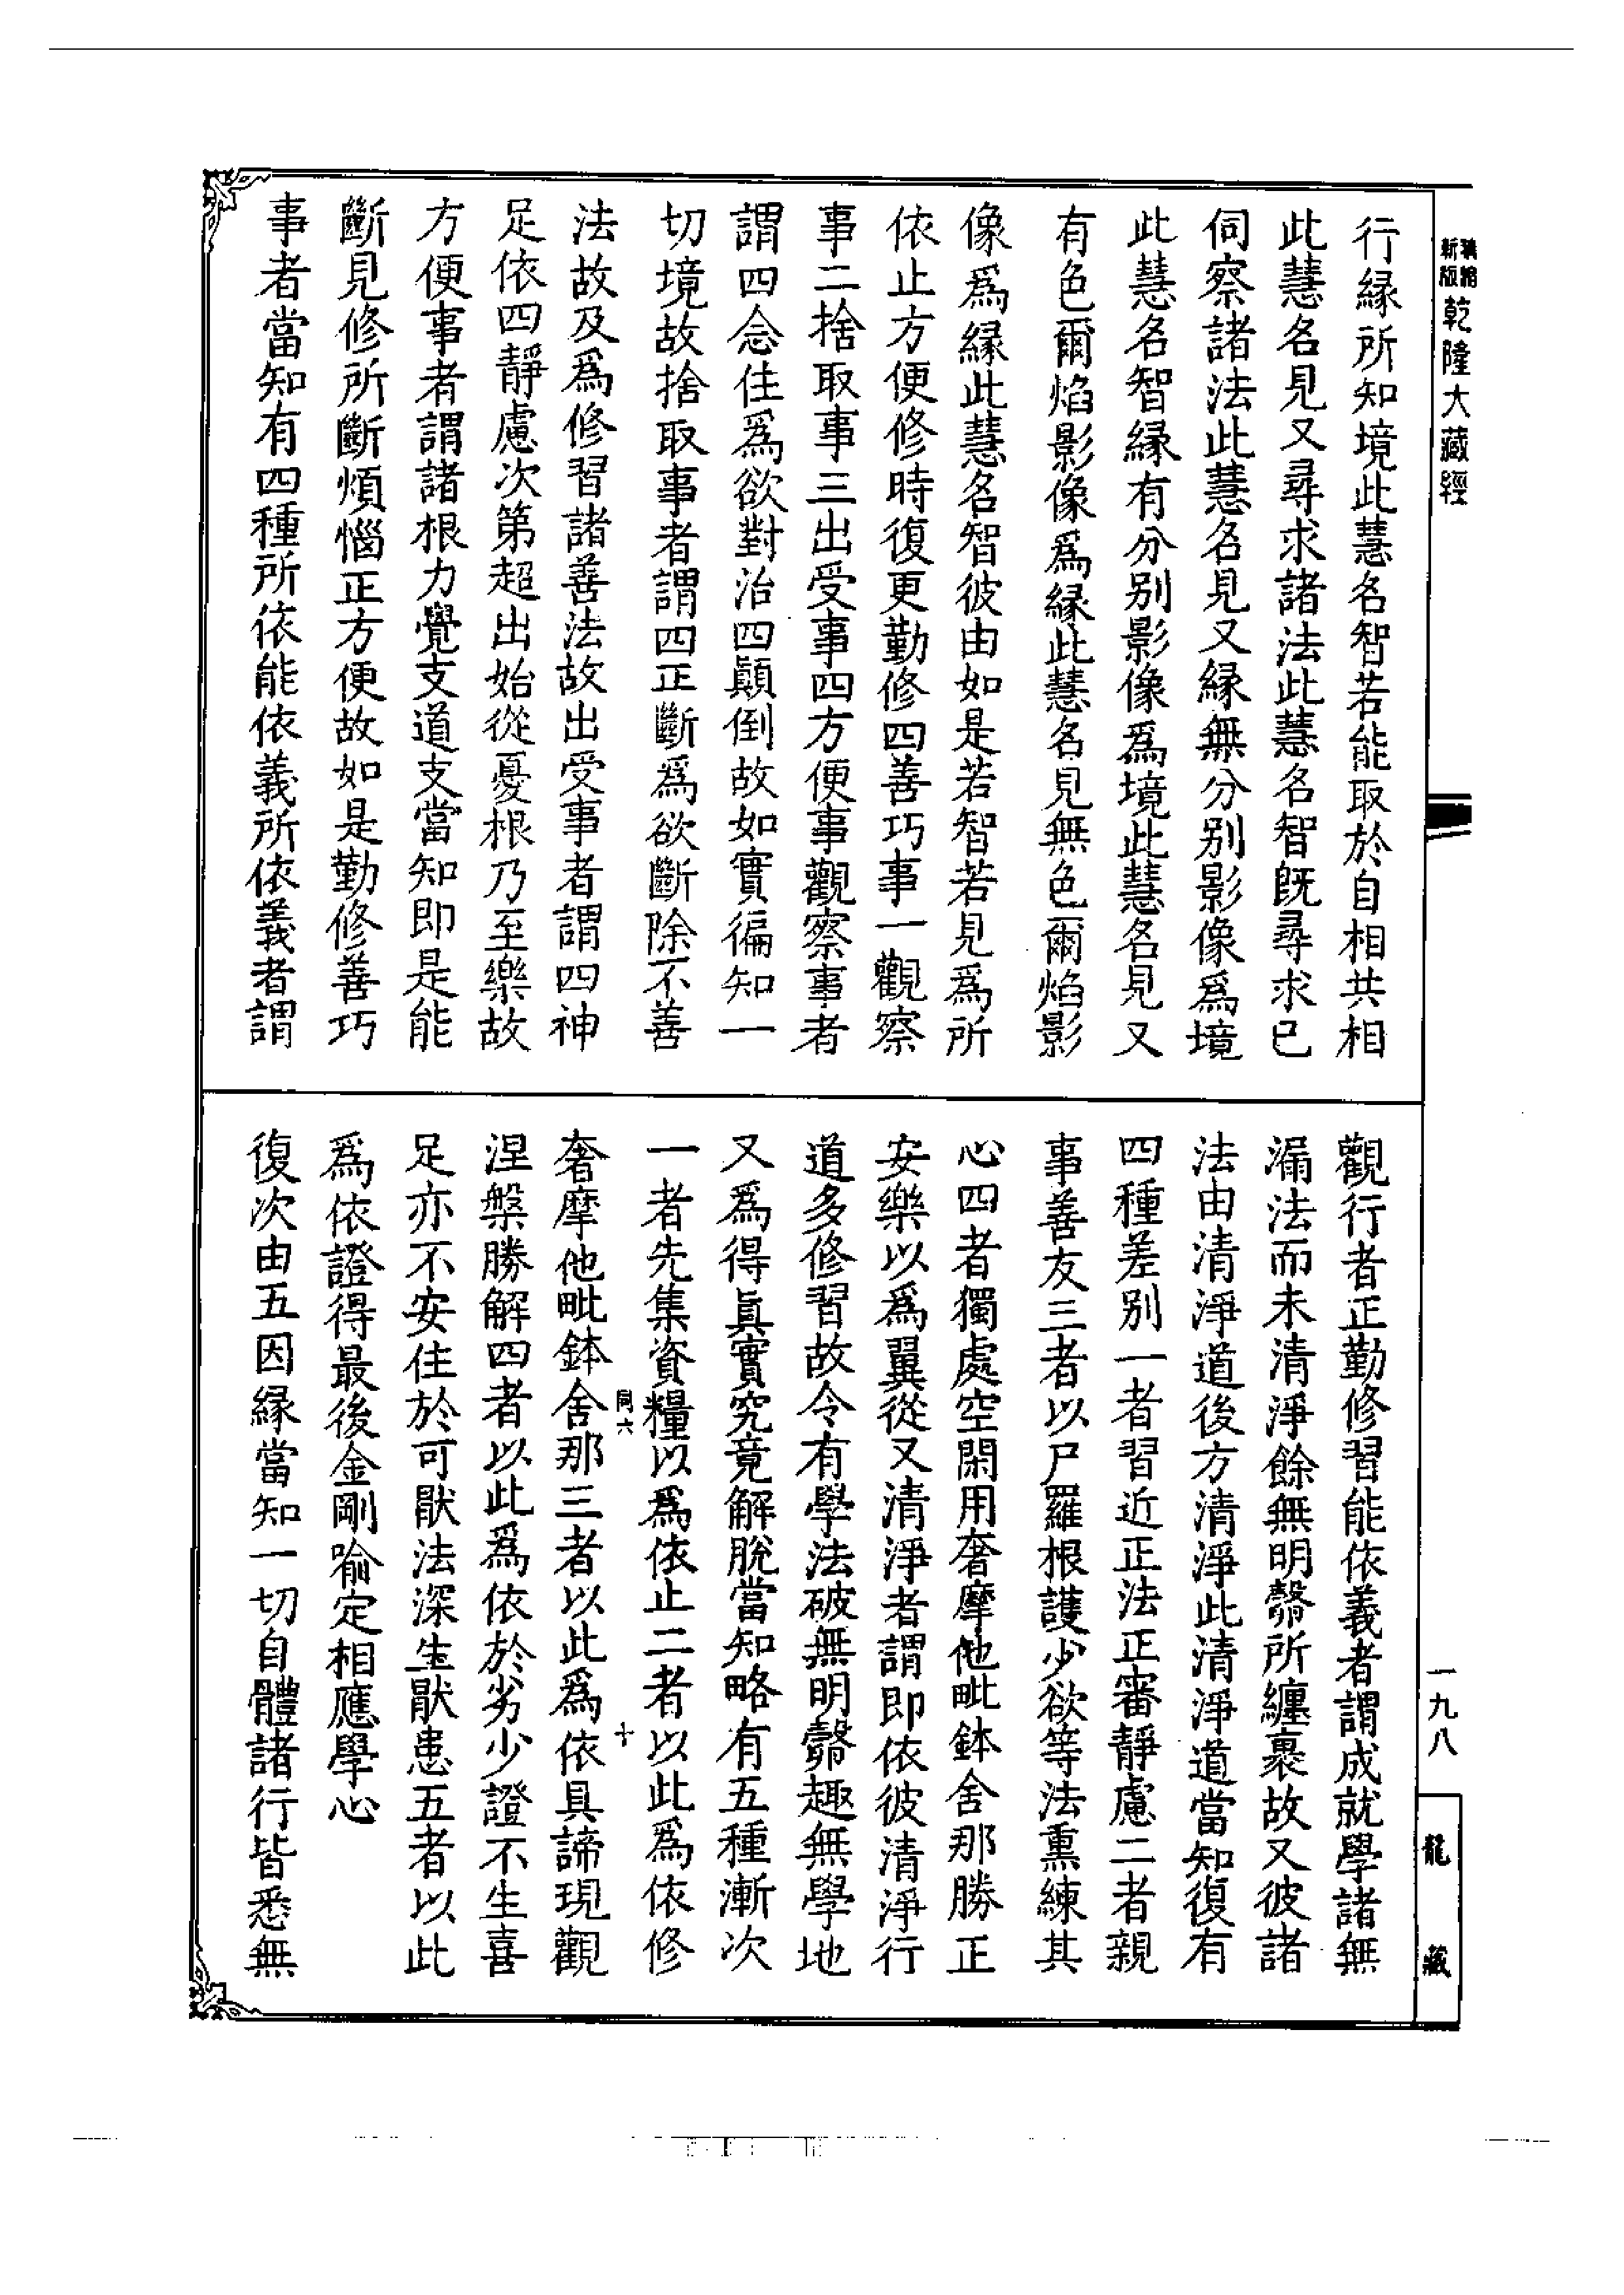 新版
乾隆大藏經
行縁所知境此慧名智若能取於自相共相
此慧名見又尋求諸法此慧名智旣尋求已
伺察諸法此慧名見又縁無分别影像爲境
此慧名智縁有分别影像爲境此慧名見又
有色爾焰影像爲縁此慧名見無色爾焰影
像爲縁此慧名智彼由如是若智若見爲所
依止方便修時復更勤修四善巧事一觀察
事二捨取事三出受事四方便事觀察事者
謂四念住爲欲對治四顚倒故如實徧知一
切境故捨取事者謂四正斷爲欲斷除不善
法故及爲修習諸善法故出受事者謂四神
足依四靜慮次第超出始從憂根乃至樂故
方便事者謂諸根力覺支道支當知即是能
斷見修所斷煩惱正方便故如是勤修善巧
事者當知有四種所依能依義所依義者謂
觀行者正勤修習能依義者謂成就學諸無
漏法而未清淨餘無明㲉所纏裹故又彼諸
法由清淨道後方清淨此清淨道當知復有
四種差别一者習近正法正審靜慮二者親
事善友三者以尸羅根護少欲等法熏練其
心四者獨處空閑用奢摩他毗鉢舍那勝正
安樂以爲翼從又清淨者謂即依彼清淨行
道多修習故令有學法破無明㲉趣無學地
又爲得眞實究竟解脫當知略有五種漸次
一者先集資糧以爲依止二者以此爲依修
同六
十
奢摩他毗鉢舍那三者以此爲依具諦現觀
涅槃勝解四者以此爲依於劣少證不生喜
足亦不安住於可厭法深生厭患五者以此
爲依證得最後金剛喻定相應學心
復次由五因縁當知一切自體諸行皆悉無
一九八
龍藏